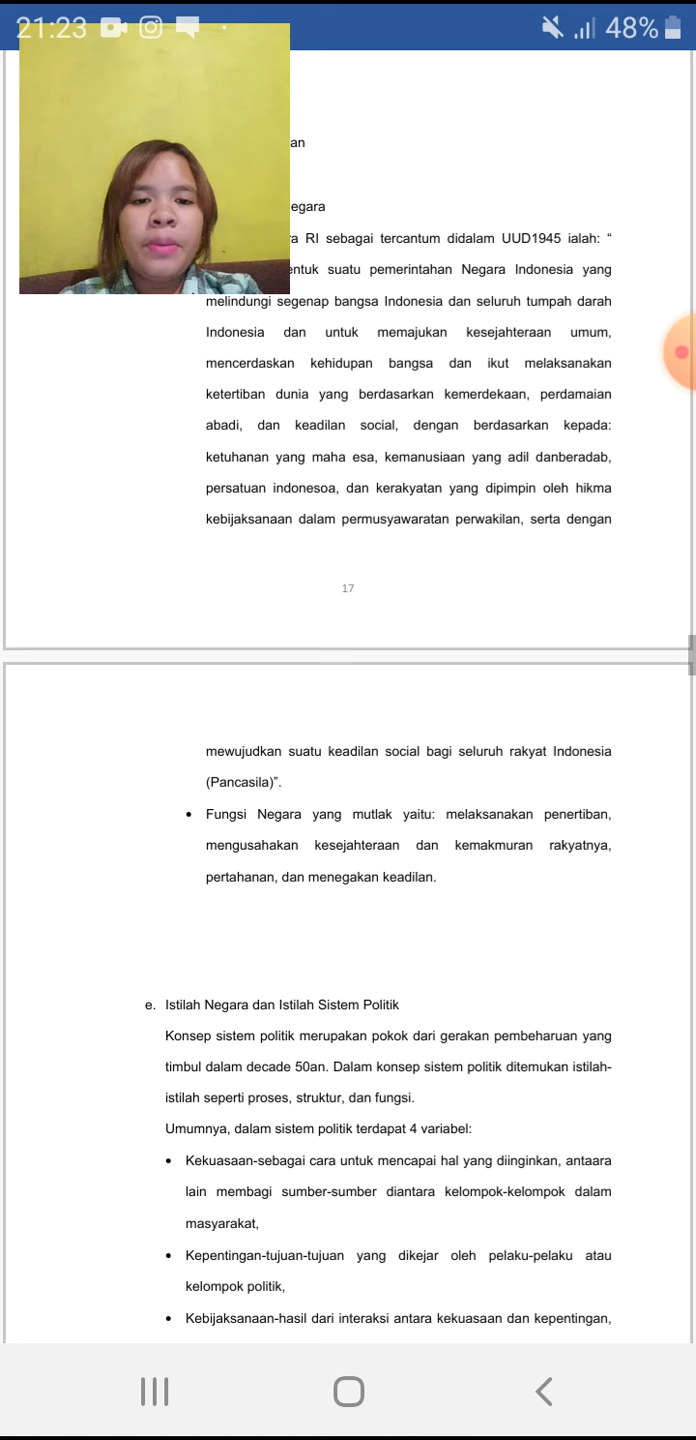 21:23
48%
an
egara
ra RI sebagai tercantum didalam UUD1945 ialah: “
entuk suatu pemerintahan Negara Indonesia yang
melindungi segenap bangsa Indonesia dan seluruh tumpah darah
Indonesia dan untuk memajukan kesejahteraan umum,
mencerdaskan kehidupan bangsa dan ikut melaksanakan
ketertiban dunia yang berdasarkan kemerdekaan, perdamaian
abadi, dan keadilan social, dengan berdasarkan kepada:
ketuhanan yang maha esa, kemanusiaan yang adil danberadab,
persatuan indonesoa, dan kerakyatan yang dipimpin oleh hikma
kebijaksanaan dalam permusyawaratan perwakilan, serta dengan
17
mewujudkan suatu keadilan social bagi seluruh rakyat Indonesia
(Pancasila)”.
• Fungsi Negara yang mutlak yaitu: melaksanakan penertiban,
mengusahakan kesejahteraan dan kemakmuran rakyatnya,
pertahanan, dan menegakan keadilan.
e. Istilah Negara dan Istilah Sistem Politik
Konsep sistem politik merupakan pokok dari gerakan pembeharuan yang
timbul dalam decade 50an. Dalam konsep sistem politik ditemukan istilah-
istilah seperti proses, struktur, dan fungsi.
Umumnya, dalam sistem politik terdapat 4 variabel:
• Kekuasaan-sebagai cara untuk mencapai hal yang diinginkan, antaara
lain membagi sumber-sumber diantara kelompok-kelompok dalam
masyarakat,
• Kepentingan-tujuan-tujuan yang dikejar oleh pelaku-pelaku atau
kelompok politik,
• Kebijaksanaan-hasil dari interaksi antara kekuasaan dan kepentingan,